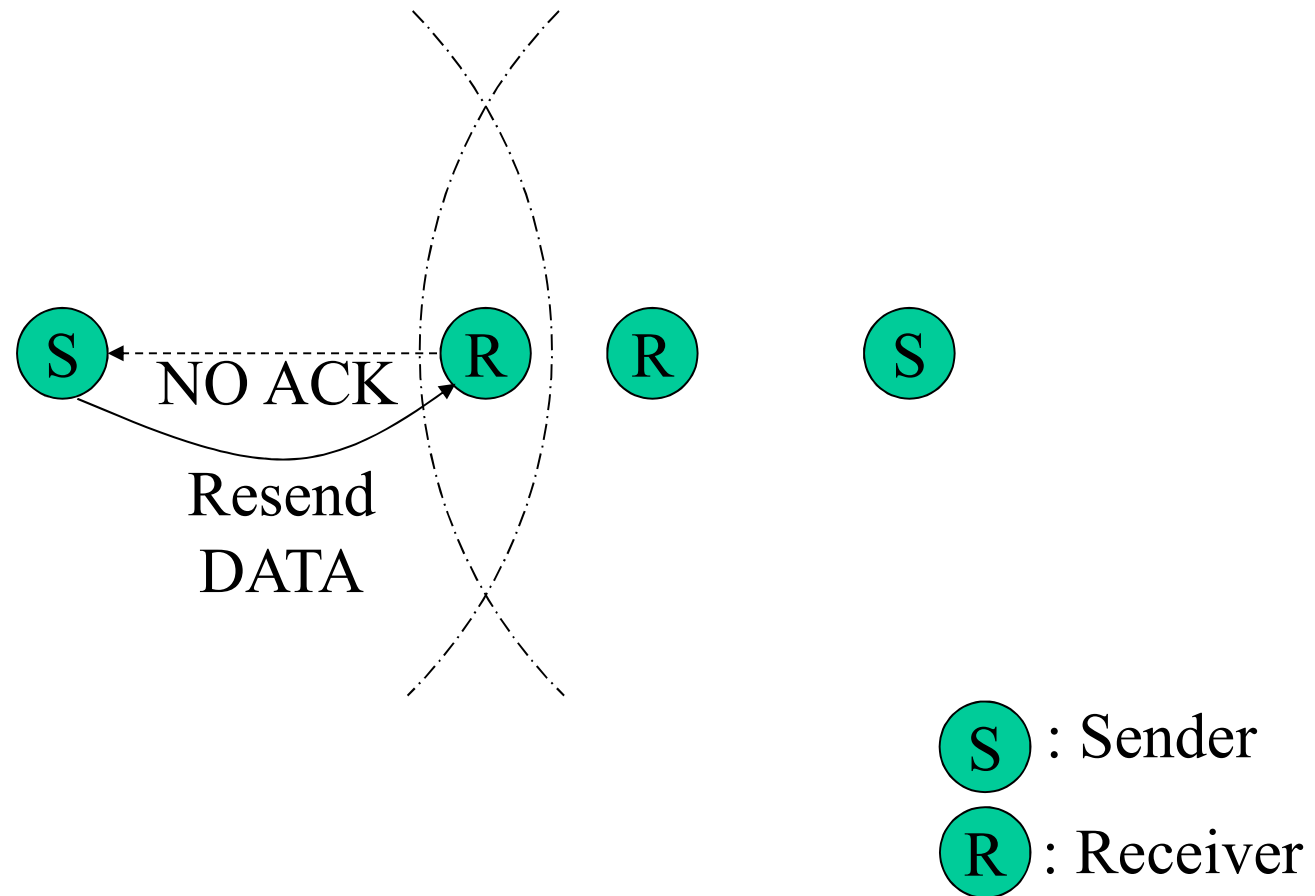 S
R
R
S
NO ACK
Resend
DATA
S : Sender
R : Receiver